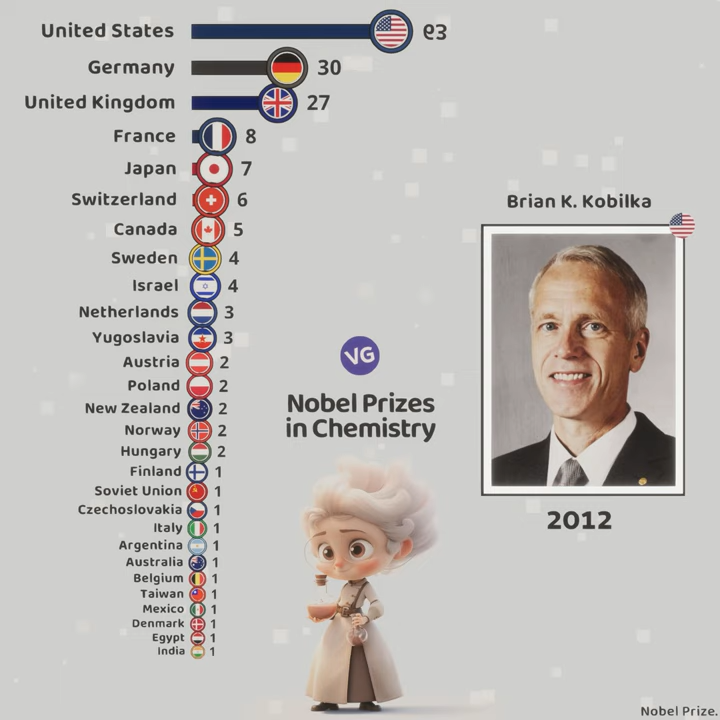 United States 63
Germany 30
United Kingdom 27
France 8
Japan 7
Switzerland 6
Canada 5
Sweden 4
Israel 4
Netherlands 3
Yugoslavia 3
Austria 2
Poland 2
New Zealand 2
Norway 2
Hungary 2
Finland 1
Soviet Union 1
Czechoslovakia 1
Italy 1
Argentina 1
Australia 1
Belgium 1
Taiwan 1
Mexico 1
Denmark 1
Egypt 1
India 1
VG
Nobel Prizes
in Chemistry
Brian K. Kobilka
2012
Nobel Prize.